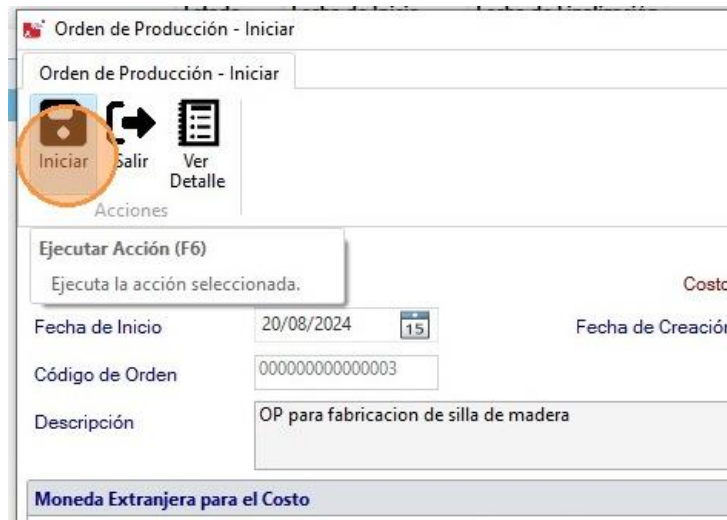 Orden de Producción - Iniciar
Orden de Producción - Iniciar
Iniciar Salir Ver Detalle
Acciones
Ejecutar Acción (F6)
Ejecuta la acción seleccionada.
Costo
Fecha de Inicio 20/08/2024 15 Fecha de Creación
Código de Orden 000000000000003
Descripción OP para fabricacion de silla de madera
Moneda Extranjera para el Costo